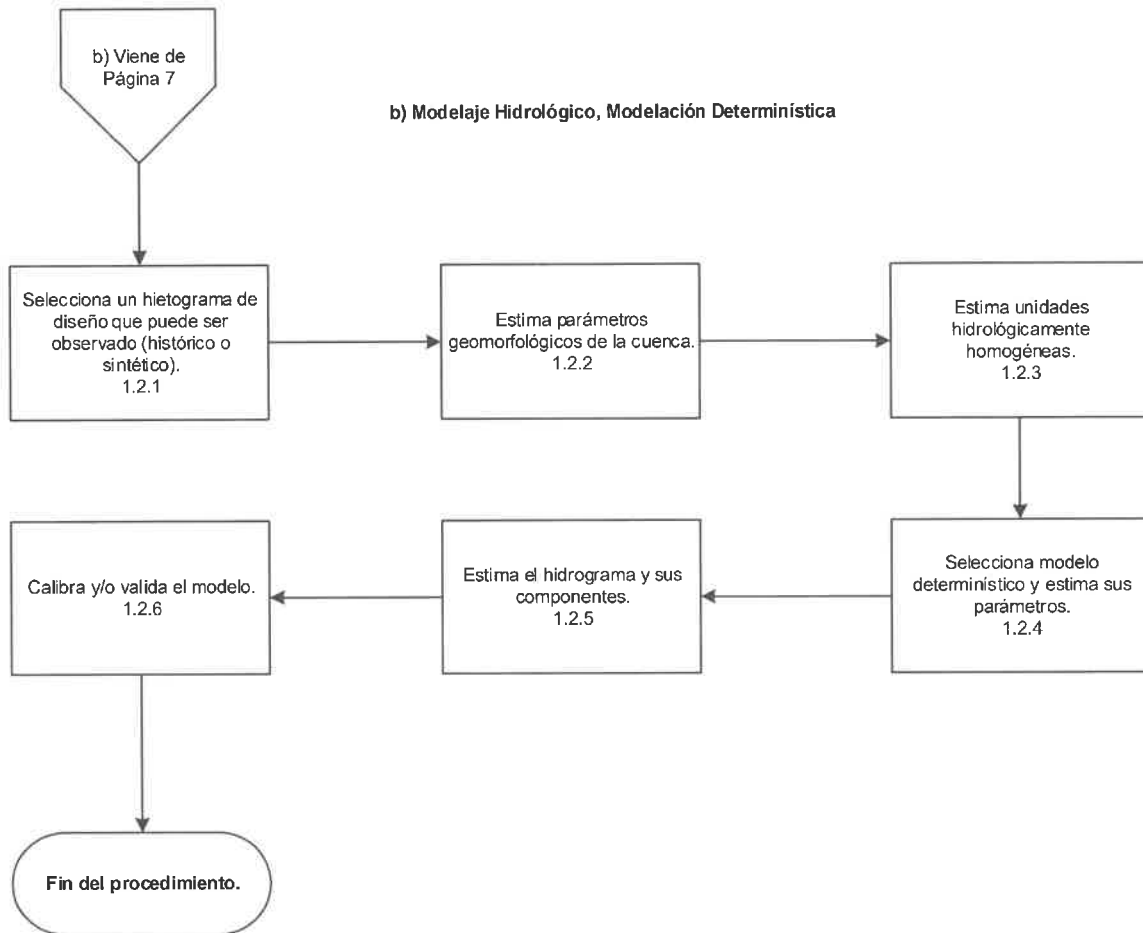 b) Viene de
Página 7
b) Modelaje Hidrológico, Modelación Determinística
Selecciona un hietograma de
diseño que puede ser
observado (histórico o
sintético).
1.2.1
Estima parámetros
geomorfológicos de la cuenca.
1.2.2
Estima unidades
hidrológicamente
homogéneas.
1.2.3
Selecciona modelo
determinístico y estima sus
parámetros.
1.2.4
Estima el hidrograma y sus
componentes.
1.2.5
Calibra y/o valida el modelo.
1.2.6
Fin del procedimiento.